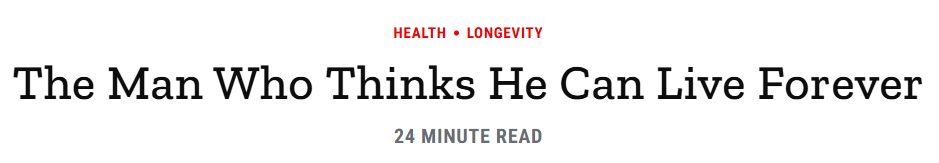 HEALTH • LONGEVITY
The Man Who Thinks He Can Live Forever
24 MINUTE READ